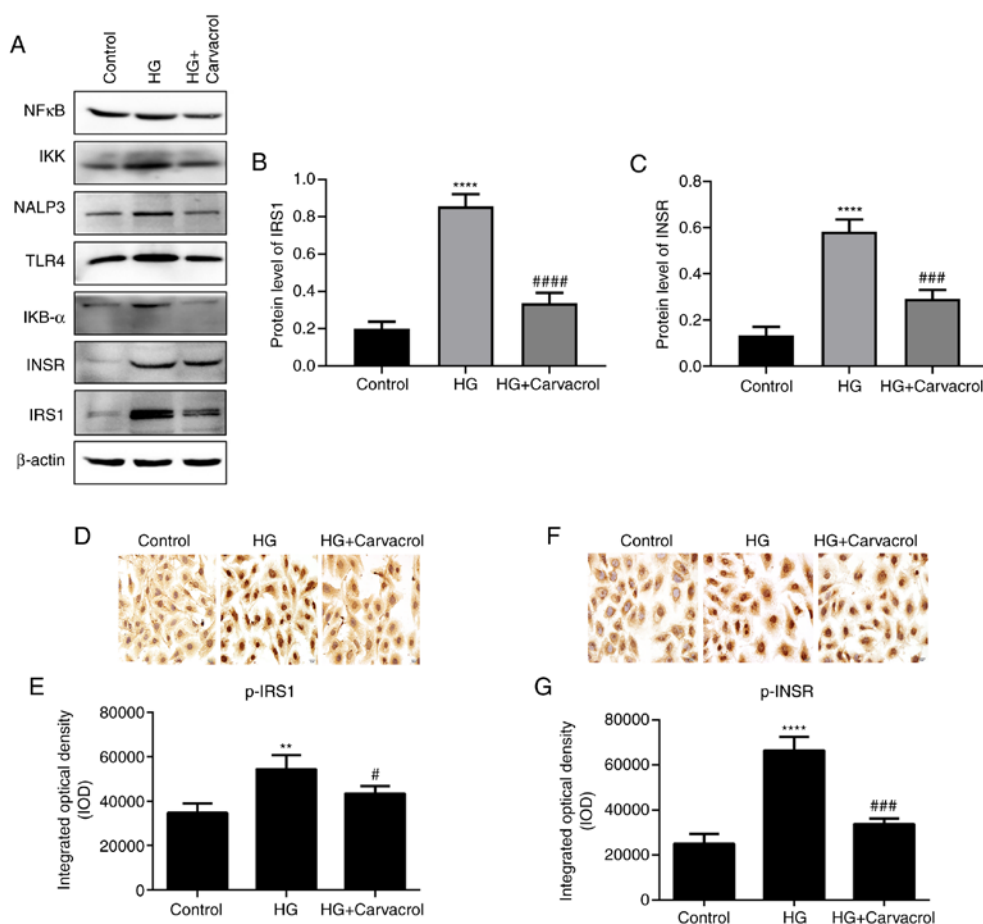 A
Control
HG
HG+
Carvacrol
NFκB
IKK
NALP3
TLR4
IKB-α
INSR
IRS1
β-actin
B
Protein level of IRS1
1.0
0.8
0.6
0.4
0.2
0.0
****
####
Control HG HG+Carvacrol
C
Protein level of INSR
0.8
0.6
0.4
0.2
0.0
****
###
Control HG HG+Carvacrol
D
Control HG HG+Carvacrol
E
p-IRS1
Integrated optical density
(IOD)
80000
60000
40000
20000
0
**
#
Control HG HG+Carvacrol
F
Control HG HG+Carvacrol
G
p-INSR
Integrated optical density
(IOD)
80000
60000
40000
20000
0
****
###
Control HG HG+Carvacrol